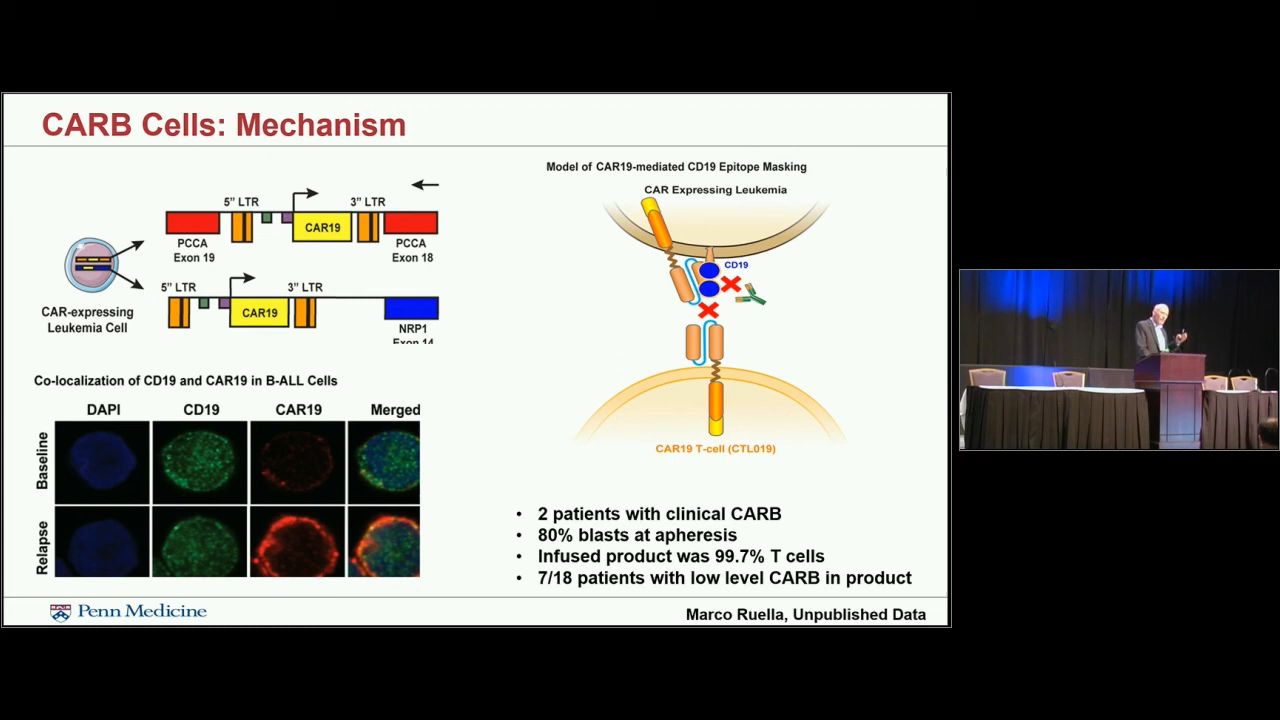 CARB Cells: Mechanism
5” LTR
3” LTR
CAR19
PCCA
Exon 19
PCCA
Exon 18
5” LTR
3” LTR
CAR19
NRP1
Exon 14
CAR-expressing
Leukemia Cell
Model of CAR19-mediated CD19 Epitope Masking
CAR Expressing Leukemia
CD19
CAR19 T-cell (CTL019)
Co-localization of CD19 and CAR19 in B-ALL Cells
DAPI
CD19
CAR19
Merged
Baseline
Relapse
• 2 patients with clinical CARB
• 80% blasts at apheresis
• Infused product was 99.7% T cells
• 7/18 patients with low level CARB in product
Penn Medicine
Marco Ruella, Unpublished Data